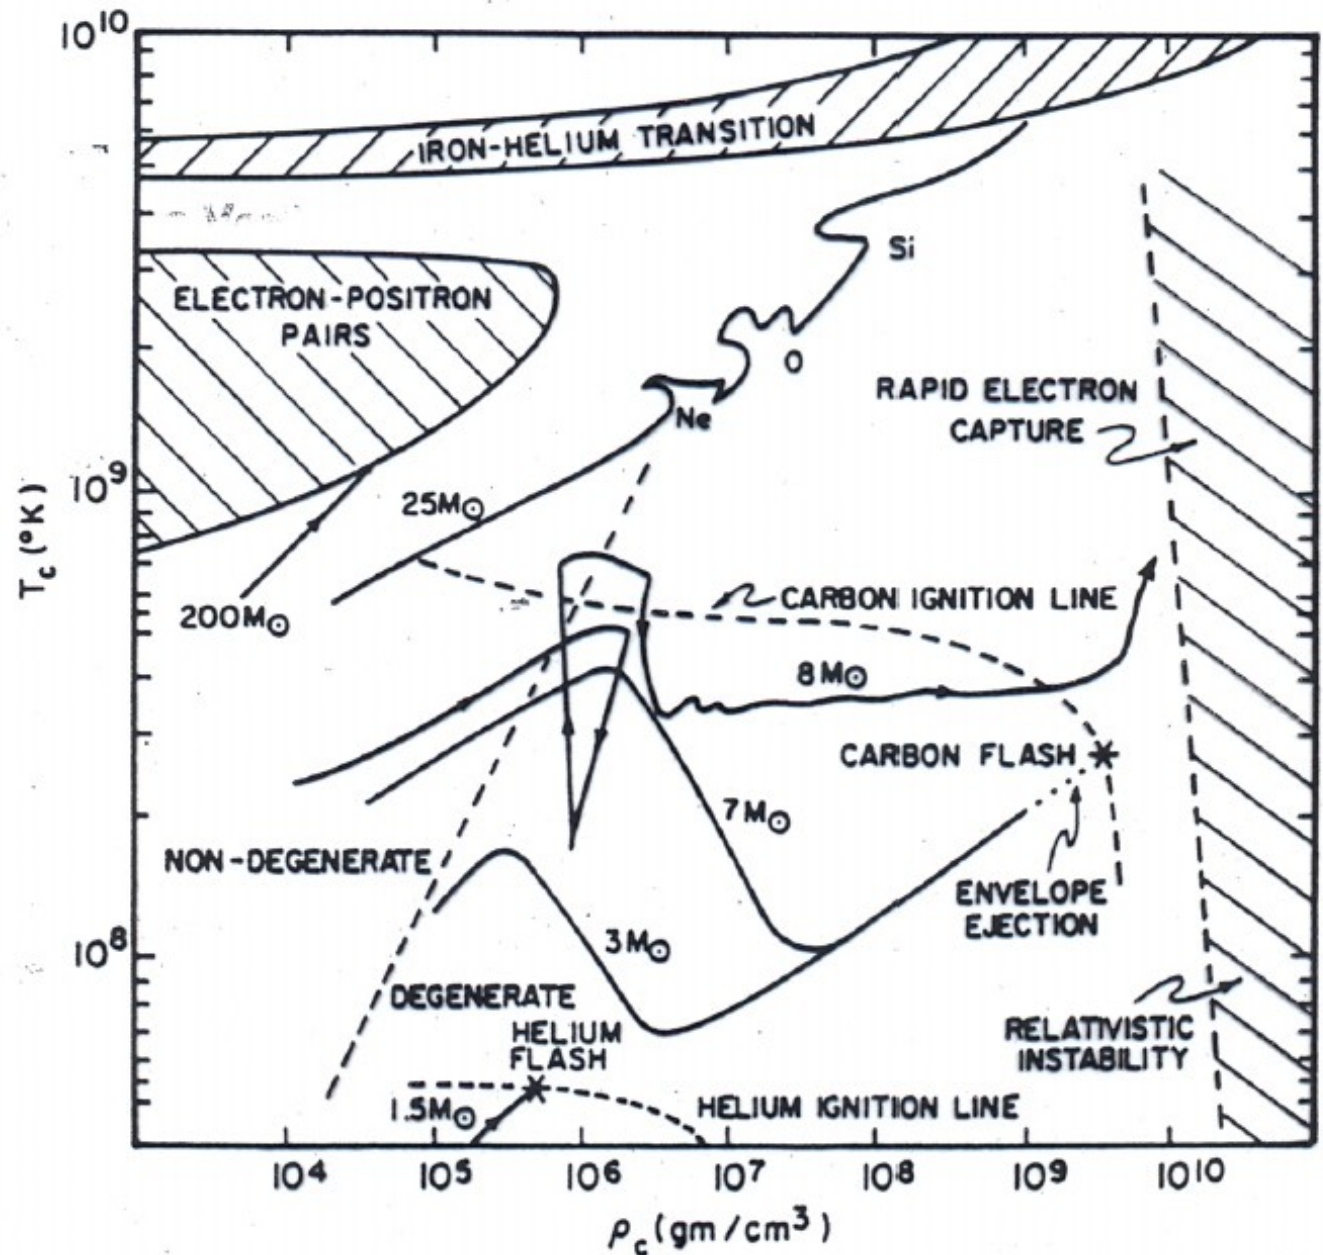 10¹⁰
IRON-HELIUM TRANSITION
Si
ELECTRON-POSITRON
PAIRS
O
RAPID ELECTRON
CAPTURE
Ne
10⁹
25M☉
T_c (°K)
200M☉
CARBON IGNITION LINE
8M☉
CARBON FLASH
7M☉
NON-DEGENERATE
ENVELOPE
EJECTION
10⁸
3M☉
DEGENERATE
HELIUM
FLASH
RELATIVISTIC
INSTABILITY
1.5M☉
HELIUM IGNITION LINE
10⁴ 10⁵ 10⁶ 10⁷ 10⁸ 10⁹ 10¹⁰
ρ_c (gm/cm³)